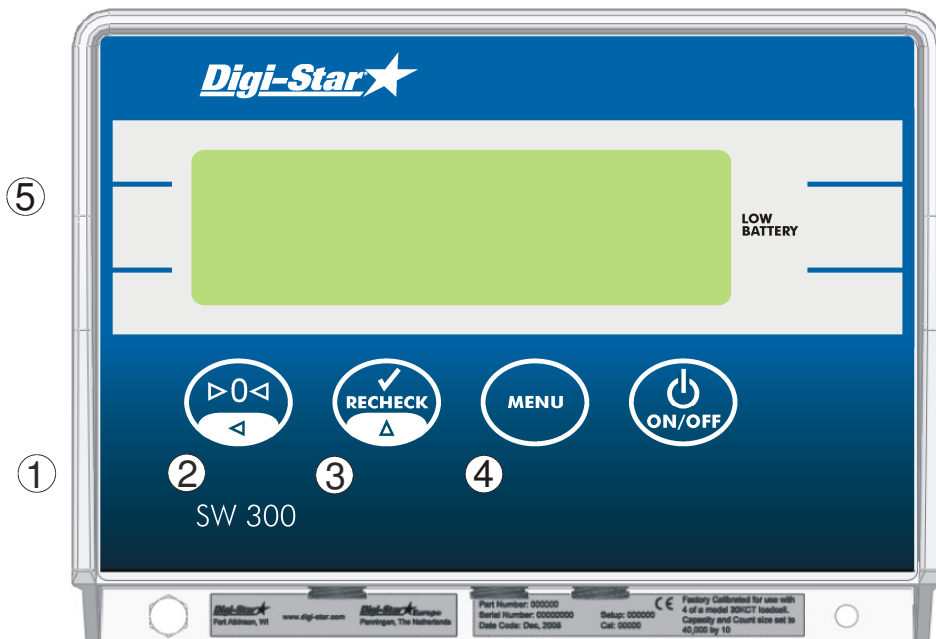 Digi-Star
5
LOW
BATTERY
▷0◁
✓
RECHECK
MENU
ON/OFF
1
2
3
4
SW 300
Digi-Star
Fort Atkinson, WI
www.digi-star.com
Digi-Star Europe
Panningen, The Netherlands
Part Number: 000000
Serial Number: 00000000
Date Code: Dec, 2008
Setup: 000000
Cal: 00000
CE
Factory Calibrated for use with
4 of a model 30KCT loadcell.
Capacity and Count size set to
40,000 by 10